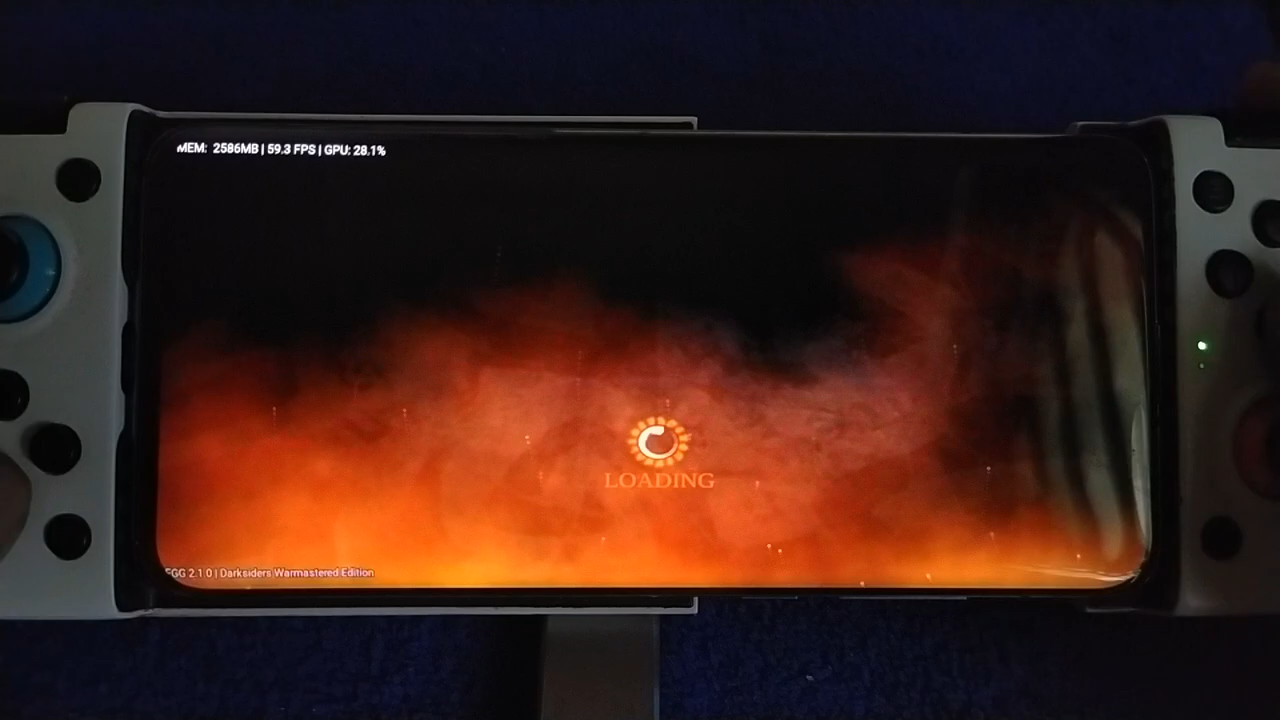 MEM: 2586MB | 59.3 FPS | GPU: 28.1%
LOADING
EGG 2.1.0 | Darksiders Warmastered Edition